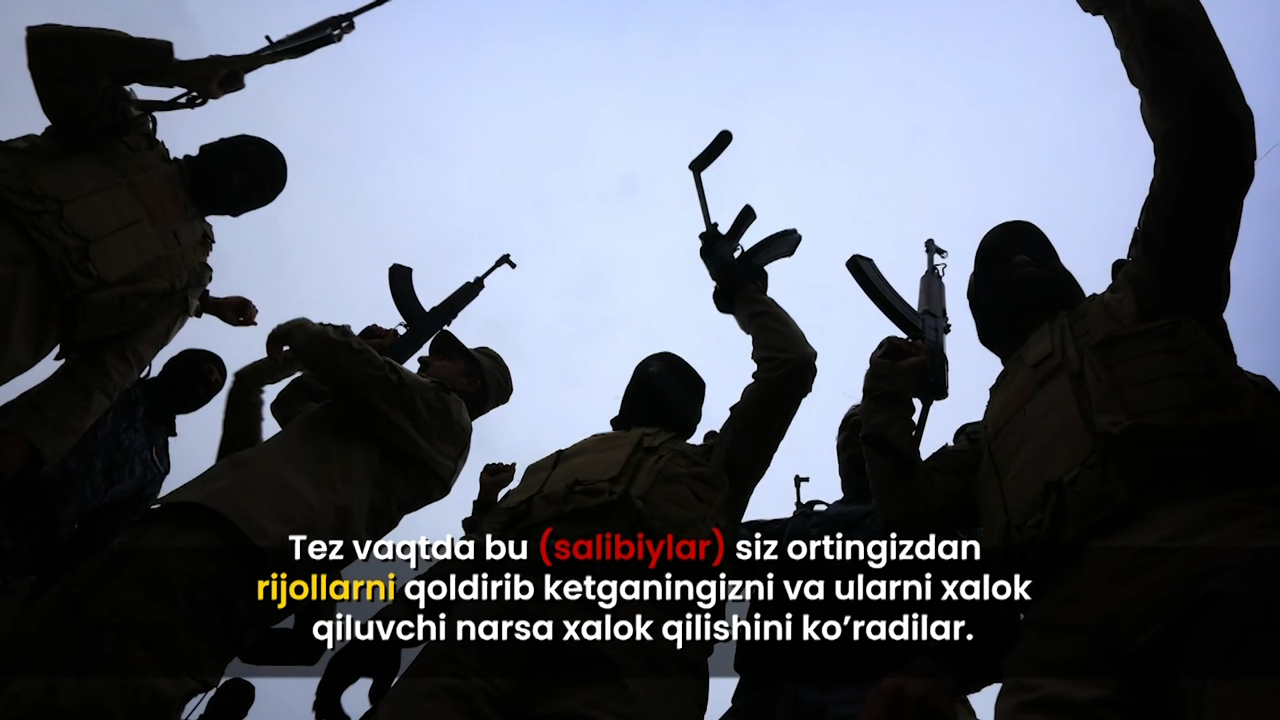 Tez vaqtda bu (salibiylar) siz ortingizdan
rijollarni qoldirib ketganingizni va ularni xalok
qiluvchi narsa xalok qilishini ko’radilar.